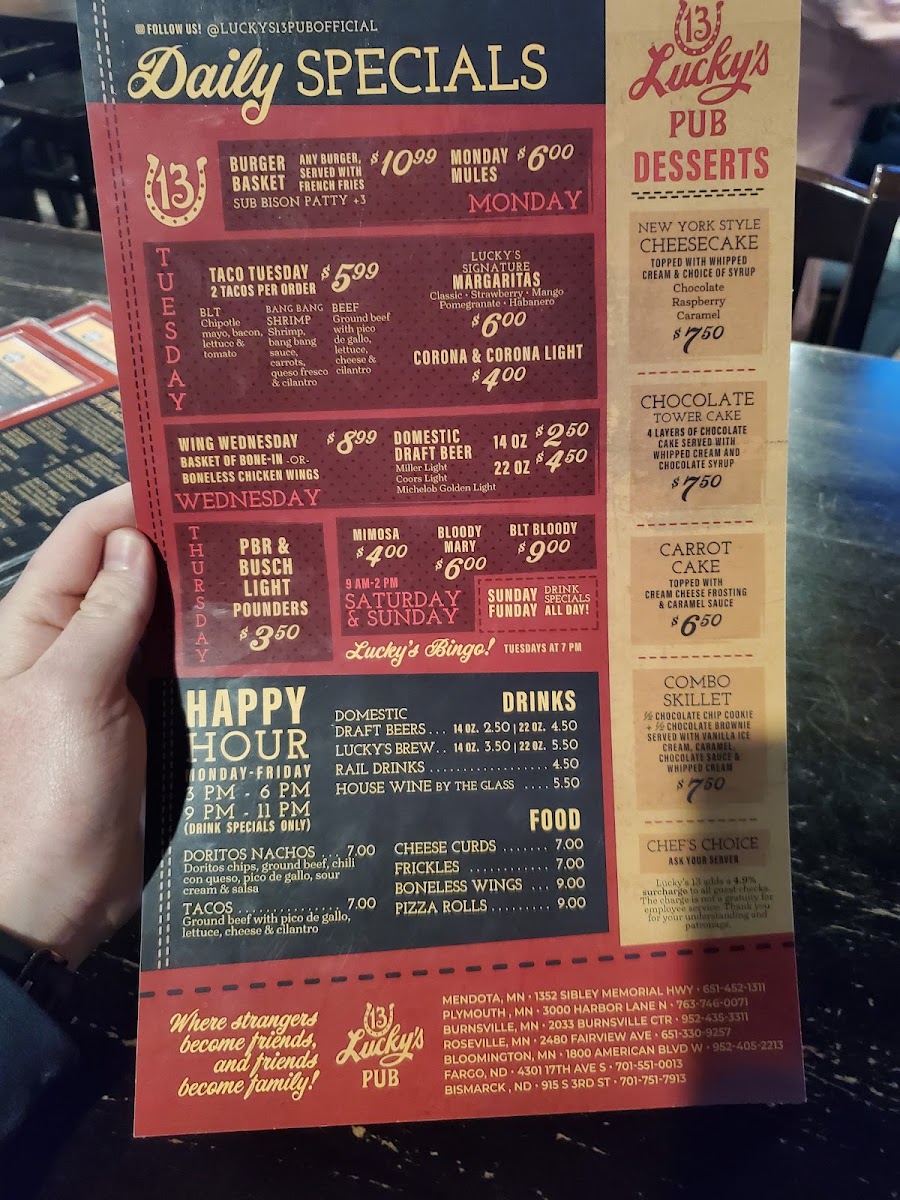 FOLLOW US! @LUCKYS13PUBOFFICIAL
Daily SPECIALS
13
BURGER BASKET
ANY BURGER, SERVED WITH FRENCH FRIES
$10.99
SUB BISON PATTY +3
MONDAY MULES
$6.00
MONDAY
TUESDAY
TACO TUESDAY
2 TACOS PER ORDER
$5.99
BLT
Chipotle
mayo, bacon,
lettuce &
tomato
BANG BANG
SHRIMP
Shrimp,
bang bang
sauce,
carrots,
queso fresco
& cilantro
BEEF
Ground beef
with pico
de gallo,
lettuce,
cheese &
cilantro
LUCKY'S
SIGNATURE
MARGARITAS
Classic • Strawberry • Mango
Pomegranate • Habanero
$6.00
CORONA & CORONA LIGHT
$4.00
WING WEDNESDAY
$8.99
BASKET OF BONE-IN -OR-
BONELESS CHICKEN WINGS
WEDNESDAY
DOMESTIC
DRAFT BEER
Miller Light
Coors Light
Michelob Golden Light
14 OZ $2.50
22 OZ $4.50
THURSDAY
PBR &
BUSCH
LIGHT
POUNDERS
$3.50
MIMOSA
$4.00
BLOODY
MARY
$6.00
BLT BLOODY
$9.00
9 AM-2 PM
SATURDAY
& SUNDAY
SUNDAY
FUNDAY
DRINK
SPECIALS
ALL DAY!
Lucky's Bingo! TUESDAYS AT 7 PM
HAPPY
HOUR
MONDAY-FRIDAY
3 PM - 6 PM
9 PM - 11 PM
(DRINK SPECIALS ONLY)
DRINKS
DOMESTIC
DRAFT BEERS... 14 OZ. 2.50 | 22 OZ. 4.50
LUCKY'S BREW.. 14 OZ. 3.50 | 22 OZ. 5.50
RAIL DRINKS .................. 4.50
HOUSE WINE BY THE GLASS .... 5.50
FOOD
DORITOS NACHOS ... 7.00
Doritos chips, ground beef, chili
con queso, pico de gallo, sour
cream & salsa
TACOS ................ 7.00
Ground beef with pico de gallo,
lettuce, cheese & cilantro
CHEESE CURDS ....... 7.00
FRICKLES ............ 7.00
BONELESS WINGS ... 9.00
PIZZA ROLLS ......... 9.00
13
Lucky's
PUB
DESSERTS
NEW YORK STYLE
CHEESECAKE
TOPPED WITH WHIPPED
CREAM & CHOICE OF SYRUP
Chocolate
Raspberry
Caramel
$7.50
CHOCOLATE
TOWER CAKE
4 LAYERS OF CHOCOLATE
CAKE SERVED WITH
WHIPPED CREAM AND
CHOCOLATE SYRUP
$7.50
CARROT
CAKE
TOPPED WITH
CREAM CHEESE FROSTING
& CARAMEL SAUCE
$6.50
COMBO
SKILLET
½ CHOCOLATE CHIP COOKIE
+ ½ CHOCOLATE BROWNIE
SERVED WITH VANILLA ICE
CREAM, CARAMEL,
CHOCOLATE SAUCE &
WHIPPED CREAM
$7.50
CHEF'S CHOICE
ASK YOUR SERVER
Lucky's 13 adds a 4.9%
surcharge to all guest checks.
The charge is not a gratuity for
employee service. Thank you
for your understanding and
patronage.
Where strangers
become friends,
and friends
become family!
13
Lucky's
PUB
MENDOTA, MN • 1352 SIBLEY MEMORIAL HWY • 651-452-1311
PLYMOUTH, MN • 3000 HARBOR LANE N • 763-746-0071
BURNSVILLE, MN • 2033 BURNSVILLE CTR • 952-435-3311
ROSEVILLE, MN • 2480 FAIRVIEW AVE • 651-330-9257
BLOOMINGTON, MN • 1800 AMERICAN BLVD W • 952-405-2213
FARGO, ND • 4301 17TH AVE S • 701-551-0013
BISMARCK, ND • 915 S 3RD ST • 701-751-7913